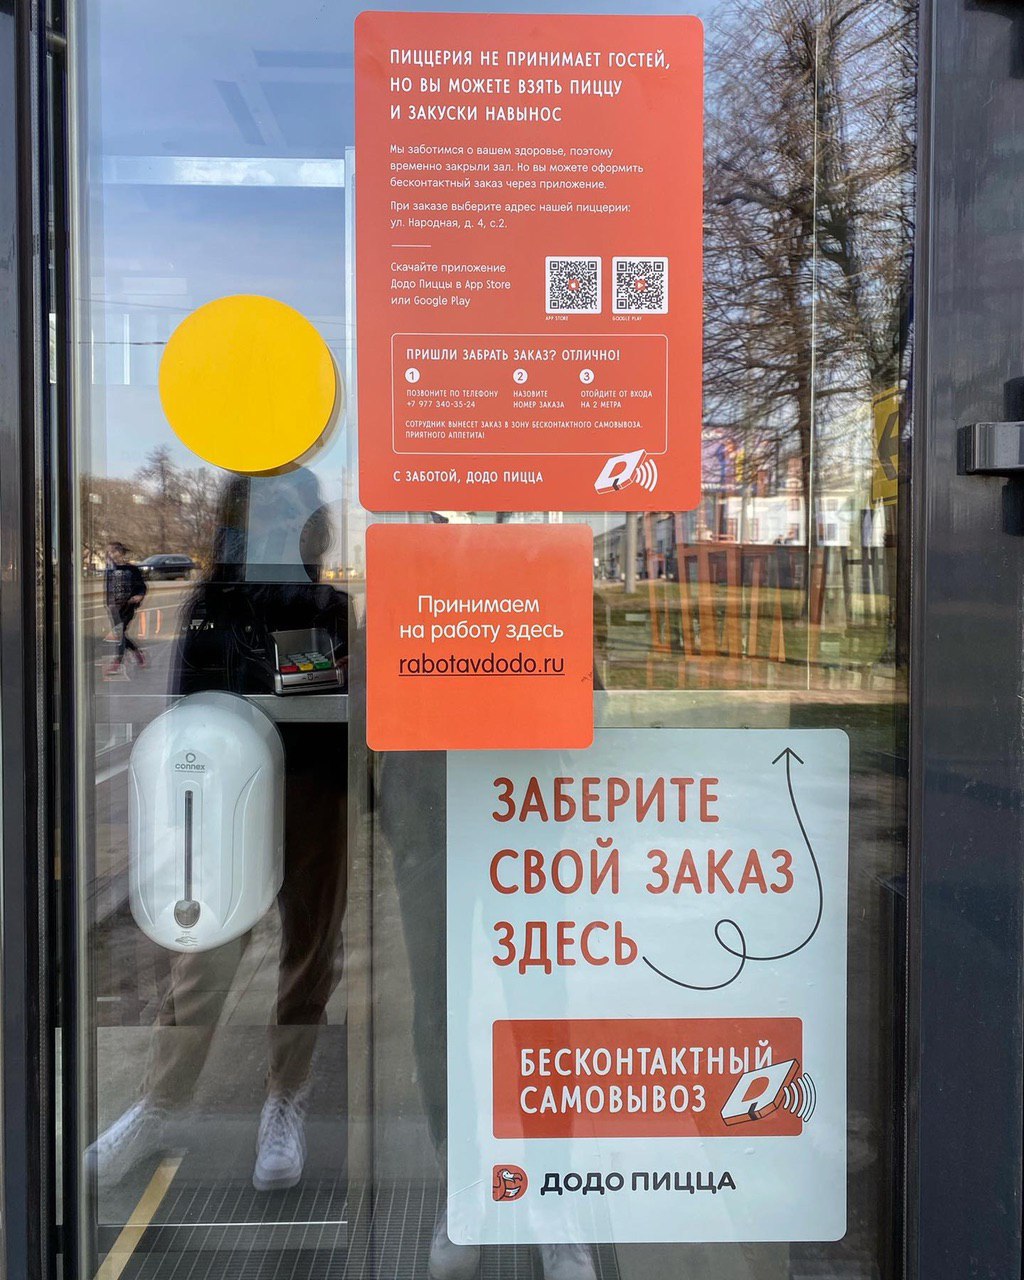 ПИЦЦЕРИЯ НЕ ПРИНИМАЕТ ГОСТЕЙ,
НО ВЫ МОЖЕТЕ ВЗЯТЬ ПИЦЦУ
И ЗАКУСКИ НАВЫНОС
Мы заботимся о вашем здоровье, поэтому
временно закрыли зал. Но вы можете оформить
бесконтактный заказ через приложение.
При заказе выберите адрес нашей пиццерии:
ул. Народная, д. 4, с.2.
Скачайте приложение
Додо Пиццы в App Store
или Google Play
APP STORE
GOOGLE PLAY
ПРИШЛИ ЗАБРАТЬ ЗАКАЗ? ОТЛИЧНО!
1
ПОЗВОНИТЕ ПО ТЕЛЕФОНУ
+7 977 340-35-24
2
НАЗОВИТЕ
НОМЕР ЗАКАЗА
3
ОТОЙДИТЕ ОТ ВХОДА
НА 2 МЕТРА
СОТРУДНИК ВЫНЕСЕТ ЗАКАЗ В ЗОНУ БЕСКОНТАКТНОГО САМОВЫВОЗА.
ПРИЯТНОГО АППЕТИТА!
С ЗАБОТОЙ, ДОДО ПИЦЦА
Принимаем
на работу здесь
rabotavdodo.ru
connex
ЗАБЕРИТЕ
СВОЙ ЗАКАЗ
ЗДЕСЬ
БЕСКОНТАКТНЫЙ
САМОВЫВОЗ
ДОДО ПИЦЦА